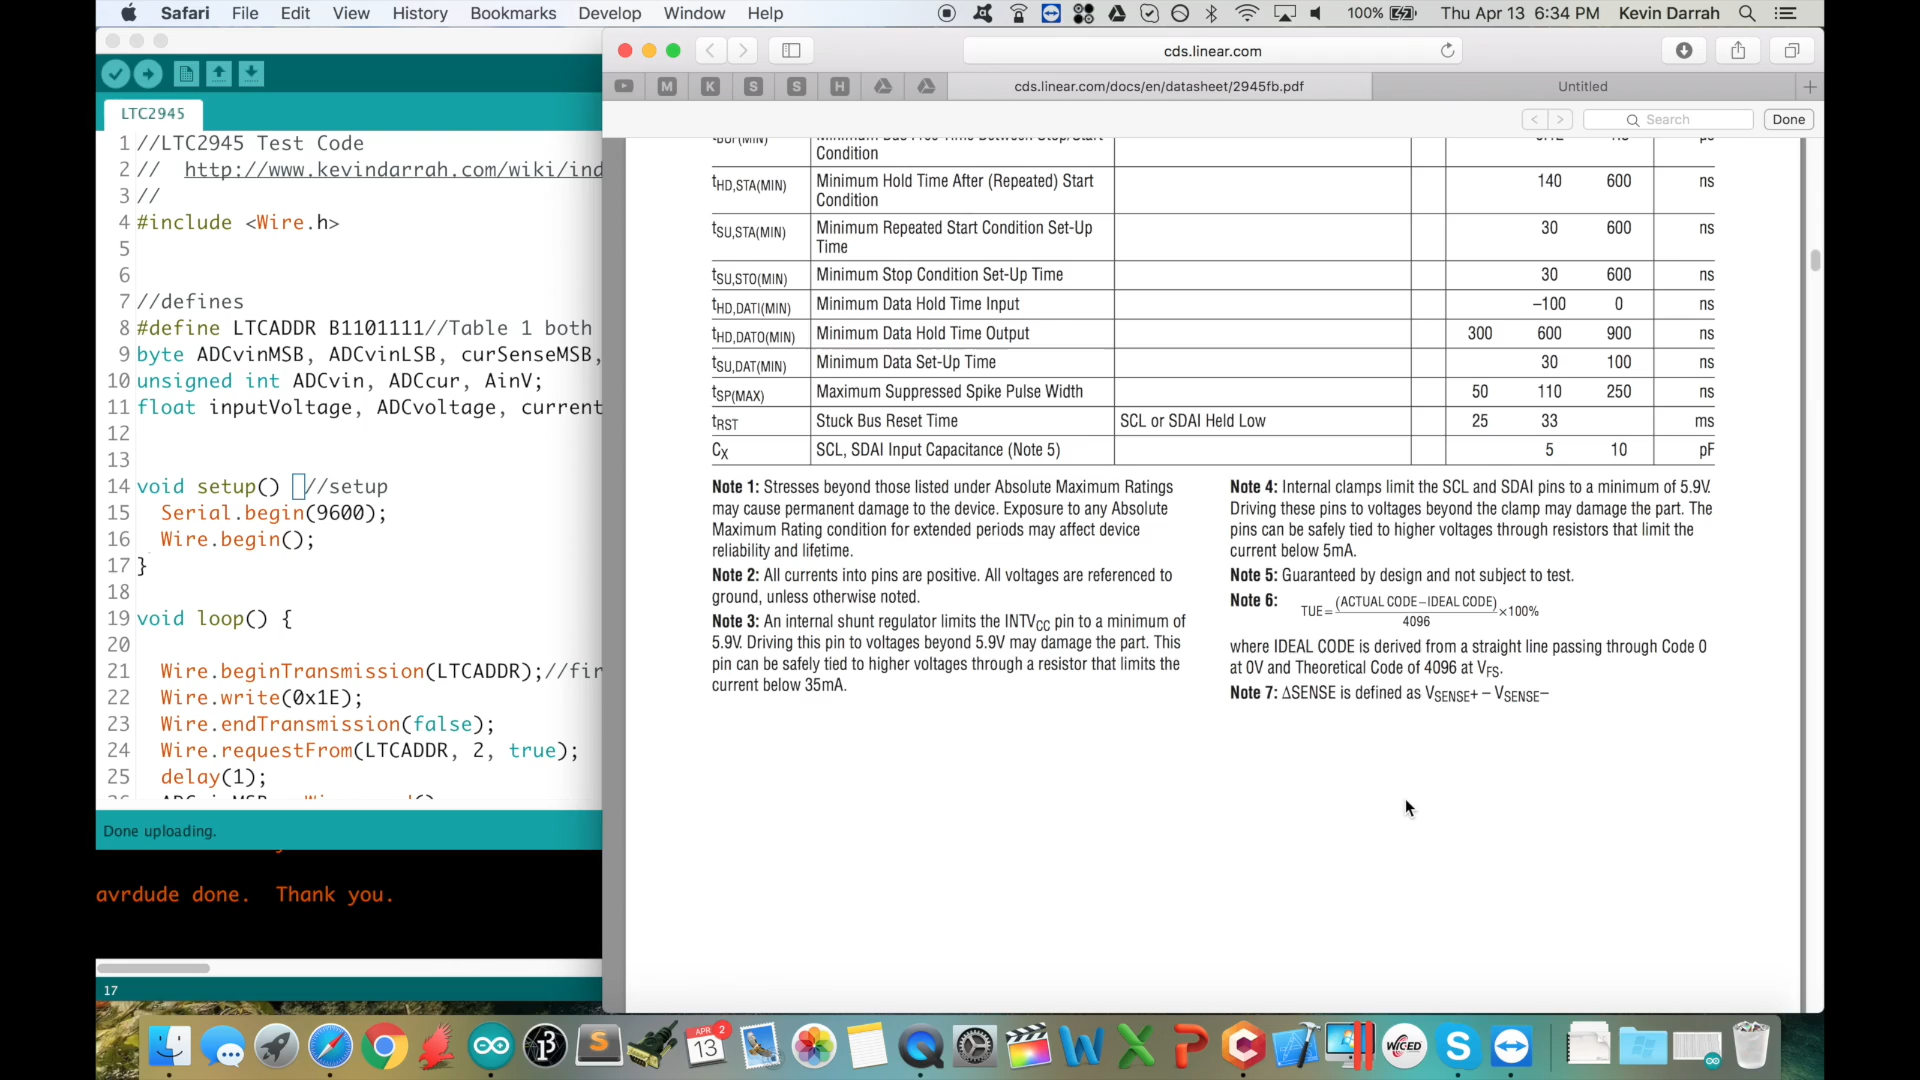 Safari File Edit View History Bookmarks Develop Window Help 100% Thu Apr 13 6:34 PM Kevin Darrah
cds.linear.com
M K S S H cds.linear.com/docs/en/datasheet/2945fb.pdf Untitled
Search Done
LTC2945
1 //LTC2945 Test Code
2 // http://www.kevindarrah.com/wiki/ind
3 //
4 #include <Wire.h>
5
6
7 //defines
8 #define LTCADDR B1101111//Table 1 both
9 byte ADCvinMSB, ADCvinLSB, curSenseMSB,
10 unsigned int ADCvin, ADCcur, AinV;
11 float inputVoltage, ADCvoltage, current
12
13
14 void setup() {//setup
15 Serial.begin(9600);
16 Wire.begin();
17 }
18
19 void loop() {
20
21 Wire.beginTransmission(LTCADDR);//fir
22 Wire.write(0x1E);
23 Wire.endTransmission(false);
24 Wire.requestFrom(LTCADDR, 2, true);
25 delay(1);
Done uploading.
avrdude done. Thank you.
17
Condition
tHD,STA(MIN) Minimum Hold Time After (Repeated) Start Condition 140 600 ns
tSU,STA(MIN) Minimum Repeated Start Condition Set-Up Time 30 600 ns
tSU,STO(MIN) Minimum Stop Condition Set-Up Time 30 600 ns
tHD,DATI(MIN) Minimum Data Hold Time Input –100 0 ns
tHD,DATO(MIN) Minimum Data Hold Time Output 300 600 900 ns
tSU,DAT(MIN) Minimum Data Set-Up Time 30 100 ns
tSP(MAX) Maximum Suppressed Spike Pulse Width 50 110 250 ns
tRST Stuck Bus Reset Time SCL or SDAI Held Low 25 33 ms
CX SCL, SDAI Input Capacitance (Note 5) 5 10 pF
Note 1: Stresses beyond those listed under Absolute Maximum Ratings
may cause permanent damage to the device. Exposure to any Absolute
Maximum Rating condition for extended periods may affect device
reliability and lifetime.
Note 2: All currents into pins are positive. All voltages are referenced to
ground, unless otherwise noted.
Note 3: An internal shunt regulator limits the INTVCC pin to a minimum of
5.9V. Driving this pin to voltages beyond 5.9V may damage the part. This
pin can be safely tied to higher voltages through a resistor that limits the
current below 35mA.
Note 4: Internal clamps limit the SCL and SDAI pins to a minimum of 5.9V.
Driving these pins to voltages beyond the clamp may damage the part. The
pins can be safely tied to higher voltages through resistors that limit the
current below 5mA.
Note 5: Guaranteed by design and not subject to test.
Note 6: TUE=(ACTUAL CODE–IDEAL CODE)/4096×100%
where IDEAL CODE is derived from a straight line passing through Code 0
at 0V and Theoretical Code of 4096 at VFS.
Note 7: ΔSENSE is defined as VSENSE+ – VSENSE–
APR 2
13
S W X P C WICED S